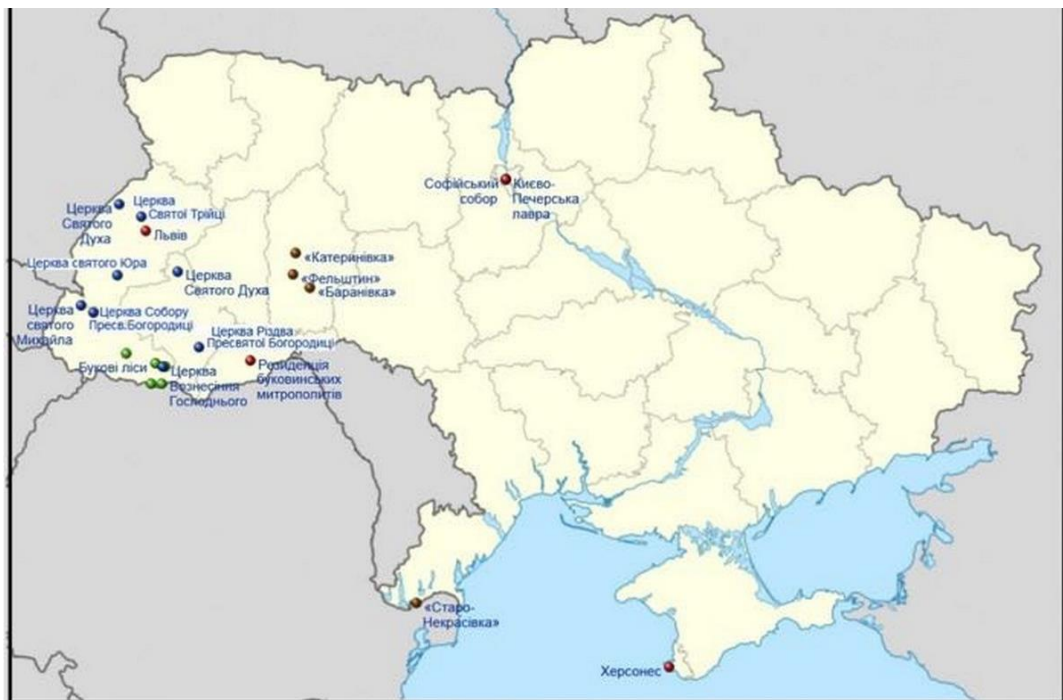 Софійський
собор
Києво-
Печерська
лавра
Церква
Святого
Духа
Церква
Святої Трійці
Львів
«Катеринівка»
«Фельштин»
«Баранівка»
Церква святого Юра
Церква
Святого Духа
Церква
святого
Михайла
Церква Собору
Пресв.Богородиці
Церква Різдва
Пресвятої Богородиці
Букові ліси
Церква
Вознесіння
Господнього
Резиденція
буковинських
митрополитів
«Старо-
Некрасівка»
Херсонес